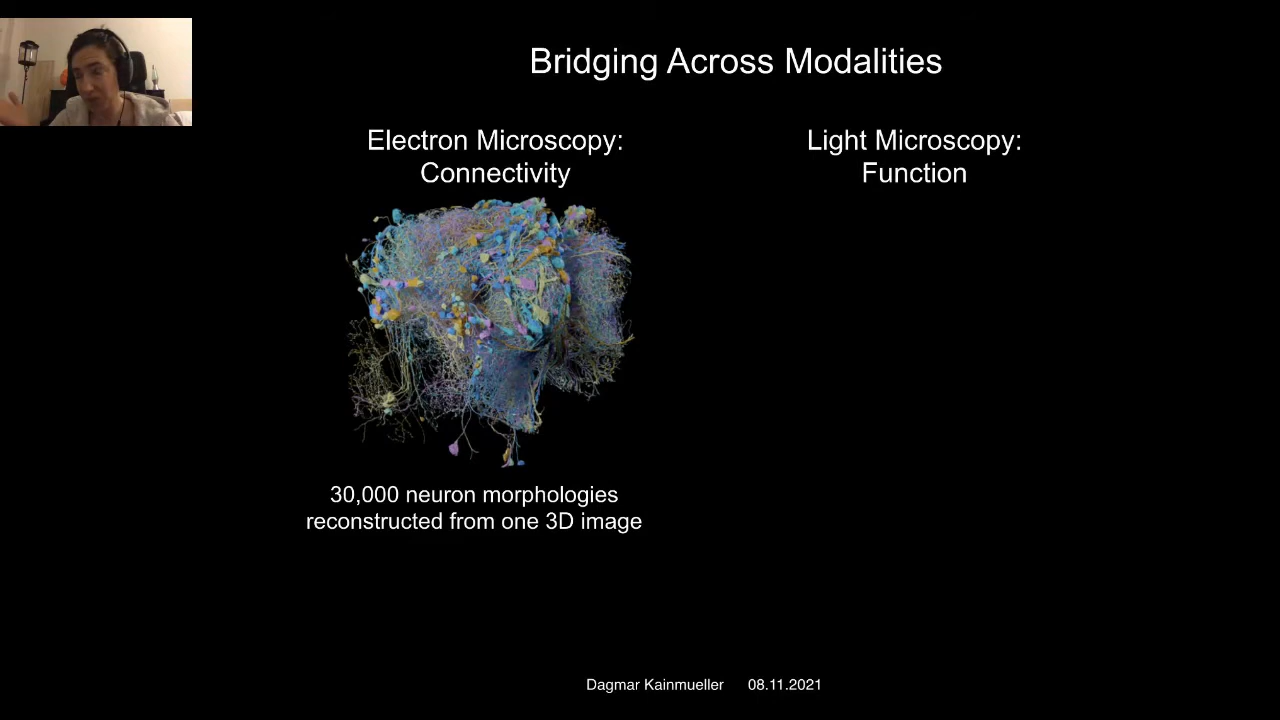 Bridging Across Modalities
Electron Microscopy:
Connectivity
Light Microscopy:
Function
30,000 neuron morphologies
reconstructed from one 3D image
Dagmar Kainmueller 08.11.2021